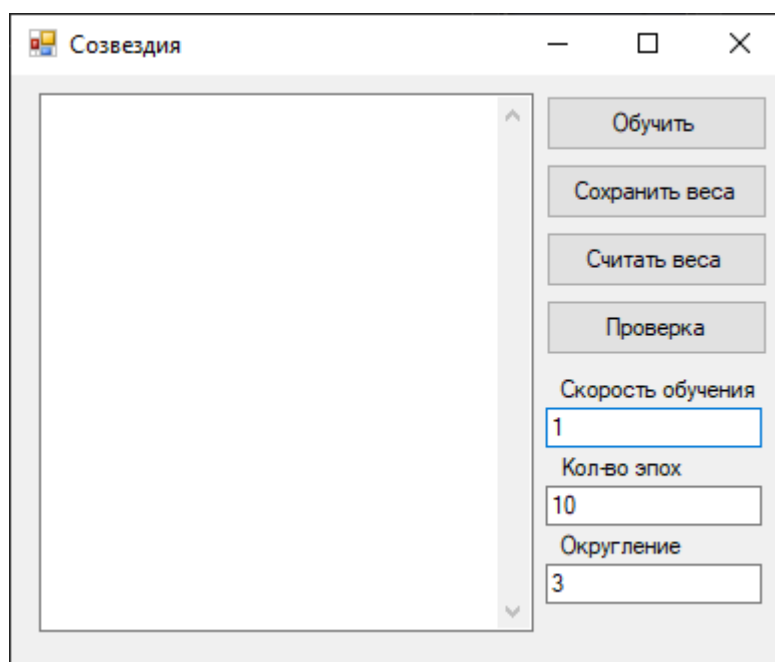 Созвездия
Обучить
Сохранить веса
Считать веса
Проверка
Скорость обучения
1
Кол-во эпох
10
Округление
3